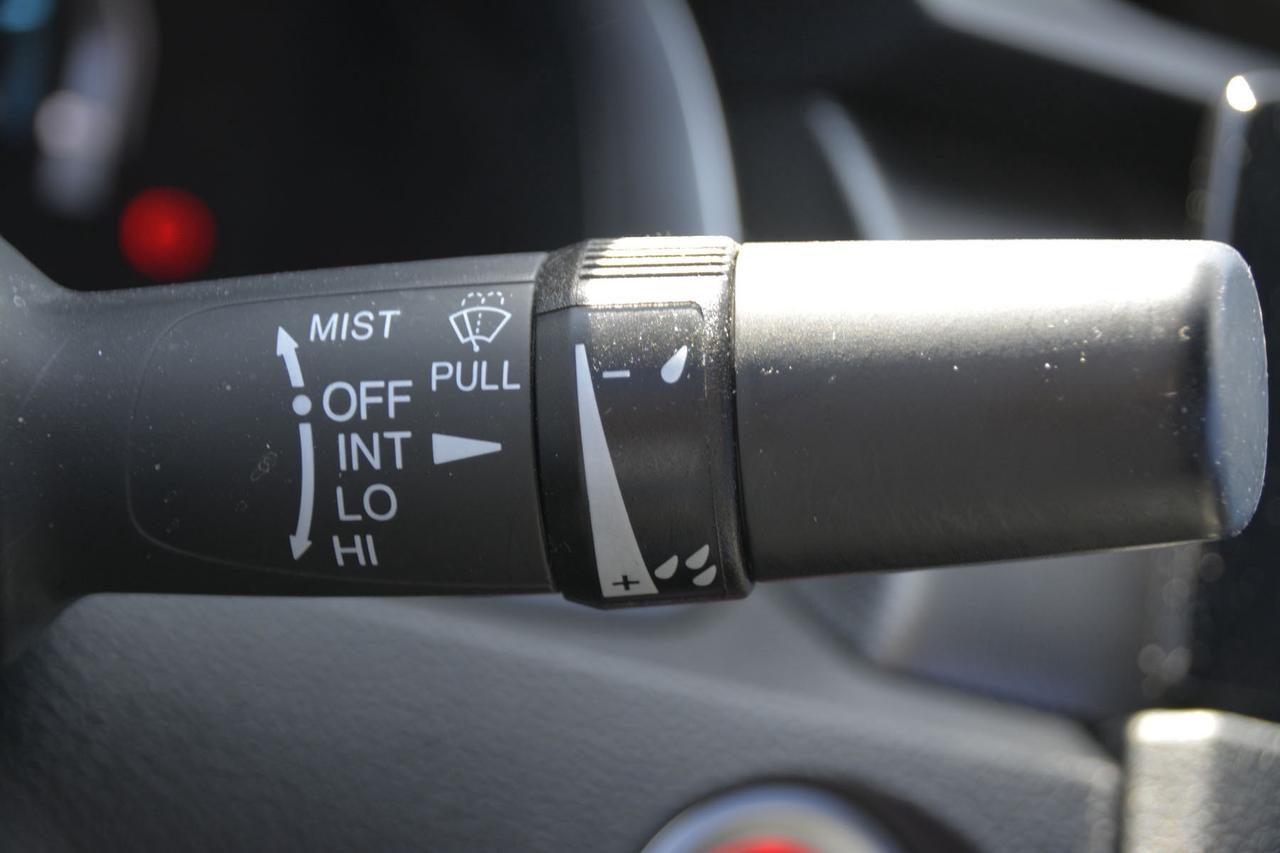 MIST
PULL
OFF
INT
LO
HI
-
+